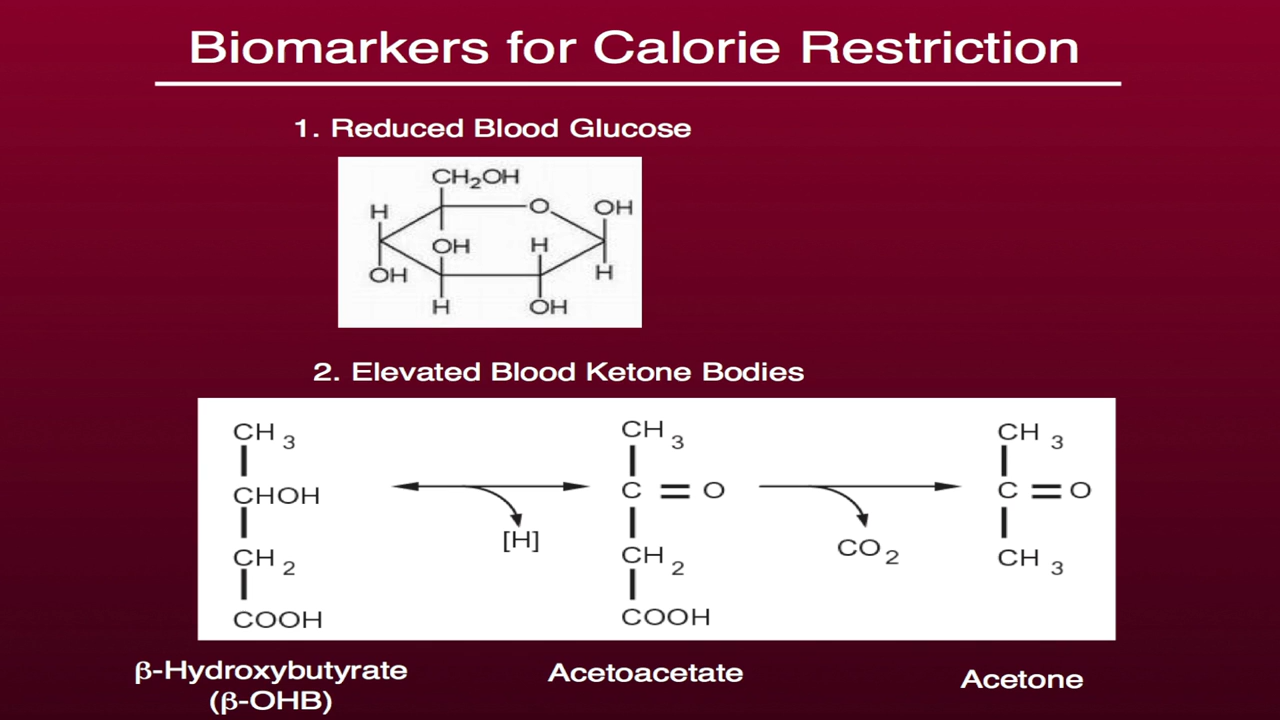 Biomarkers for Calorie Restriction
1. Reduced Blood Glucose
CH2OH
H
O
OH
OH
H
OH
H
H
OH
2. Elevated Blood Ketone Bodies
CH 3
CHOH
CH 2
COOH
[H]
CH 3
C = O
CH 2
COOH
CO 2
CH 3
C = O
CH 3
β-Hydroxybutyrate
(β-OHB)
Acetoacetate
Acetone